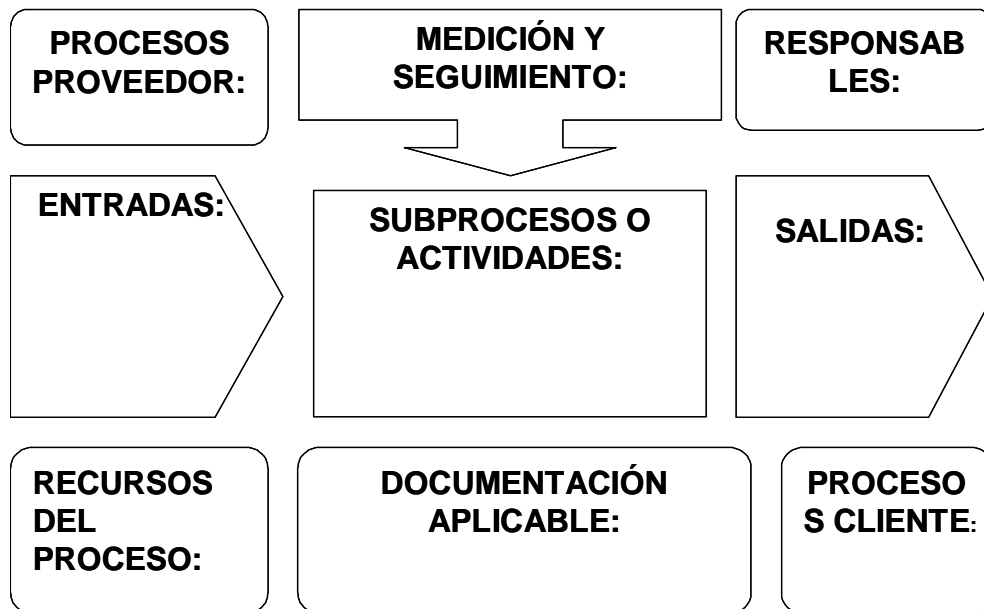 PROCESOS
PROVEEDOR:
MEDICIÓN Y
SEGUIMIENTO:
RESPONSAB
LES:
ENTRADAS:
SUBPROCESOS O
ACTIVIDADES:
SALIDAS:
RECURSOS
DEL
PROCESO:
DOCUMENTACIÓN
APLICABLE:
PROCESO
S CLIENTE: